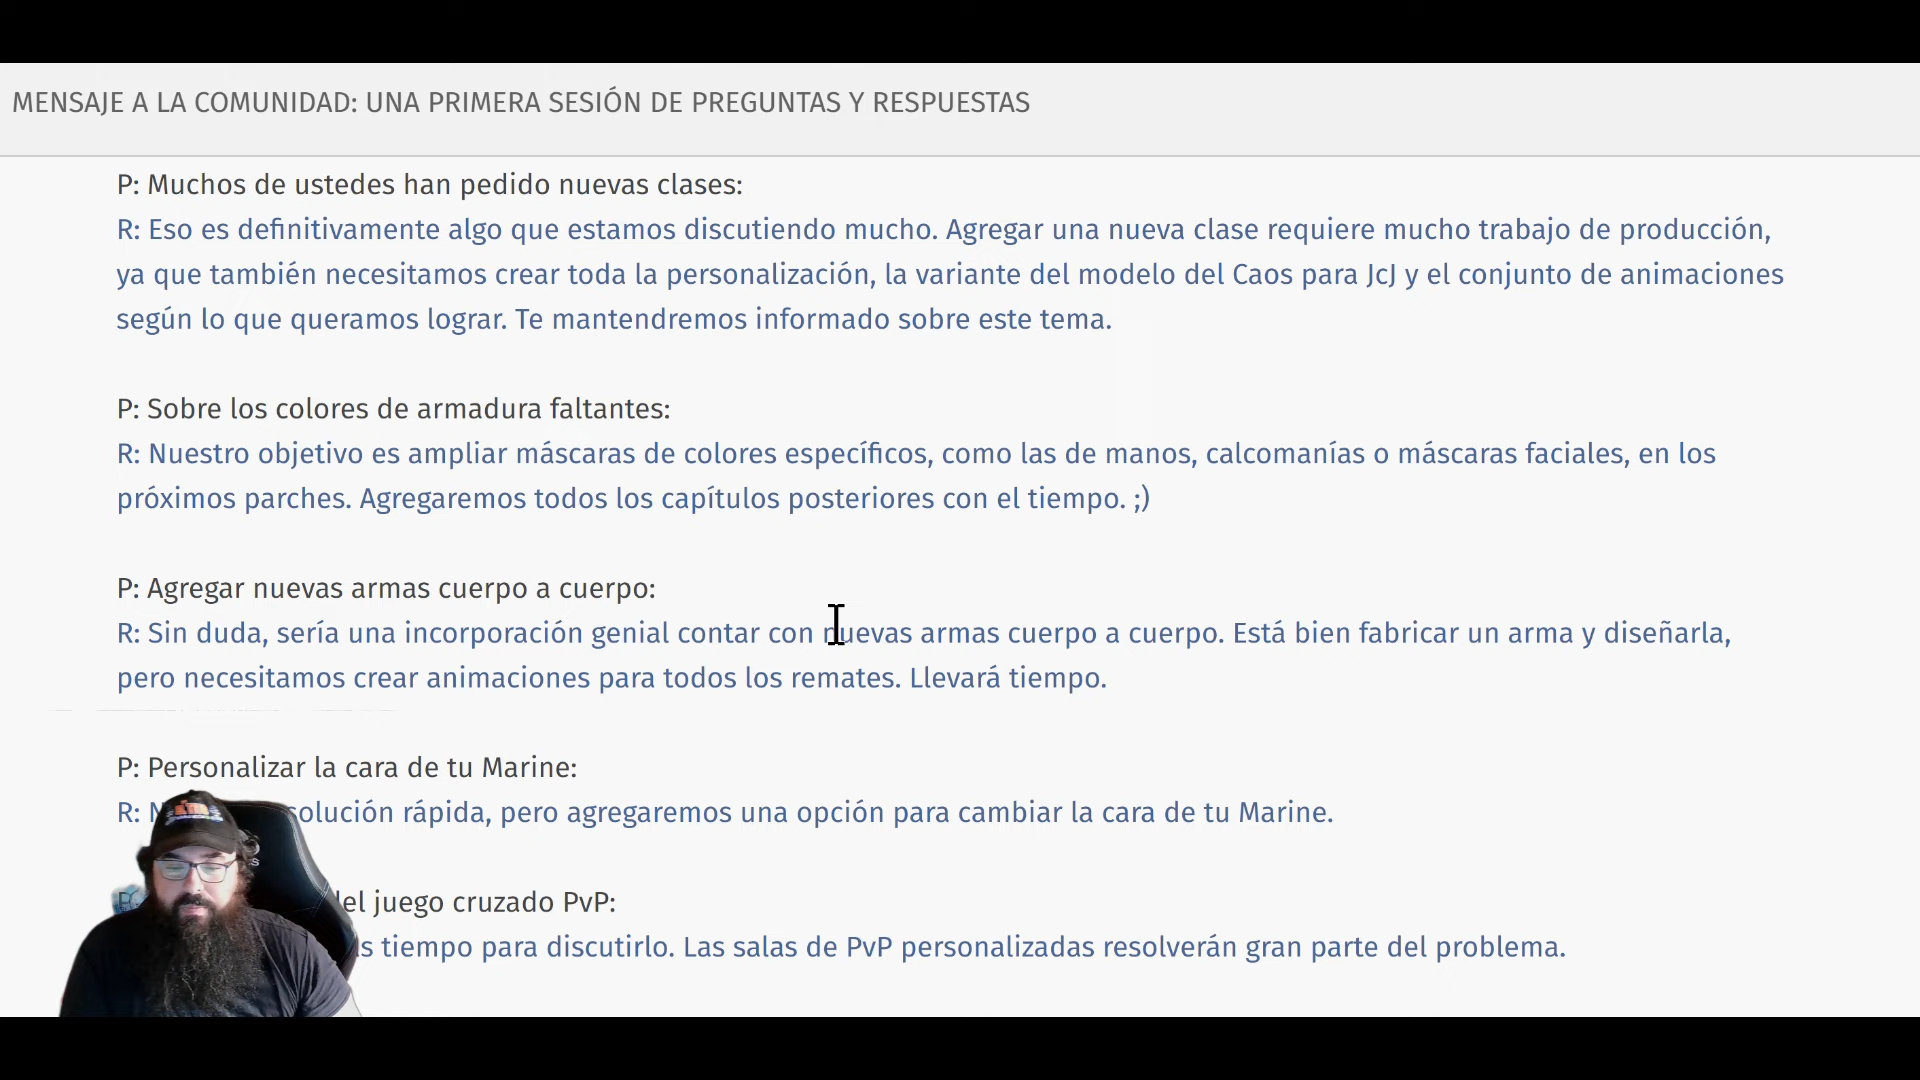 MENSAJE A LA COMUNIDAD: UNA PRIMERA SESIÓN DE PREGUNTAS Y RESPUESTAS
P: Muchos de ustedes han pedido nuevas clases:
R: Eso es definitivamente algo que estamos discutiendo mucho. Agregar una nueva clase requiere mucho trabajo de producción,
ya que también necesitamos crear toda la personalización, la variante del modelo del Caos para JcJ y el conjunto de animaciones
según lo que queramos lograr. Te mantendremos informado sobre este tema.
P: Sobre los colores de armadura faltantes:
R: Nuestro objetivo es ampliar máscaras de colores específicos, como las de manos, calcomanías o máscaras faciales, en los
próximos parches. Agregaremos todos los capítulos posteriores con el tiempo. ;)
P: Agregar nuevas armas cuerpo a cuerpo:
R: Sin duda, sería una incorporación genial contar con nuevas armas cuerpo a cuerpo. Está bien fabricar un arma y diseñarla,
pero necesitamos crear animaciones para todos los remates. Llevará tiempo.
P: Personalizar la cara de tu Marine:
R: solución rápida, pero agregaremos una opción para cambiar la cara de tu Marine.
del juego cruzado PvP:
tiempo para discutirlo. Las salas de PvP personalizadas resolverán gran parte del problema.